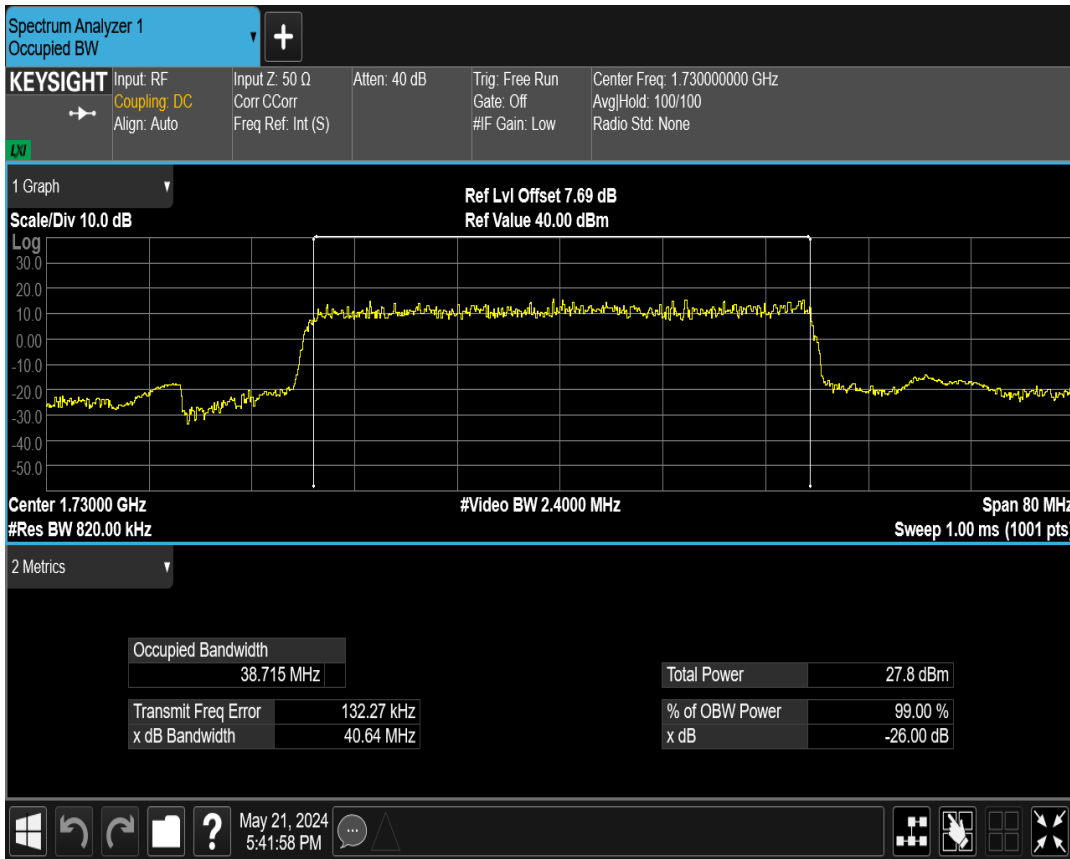 Spectrum Analyzer 1
Occupied BW
KEYSIGHT
LXI
Input: RF
Coupling: DC
Align: Auto
Input Z: 50 Ω
Corr CCorr
Freq Ref: Int (S)
Atten: 40 dB
Trig: Free Run
Gate: Off
#IF Gain: Low
Center Freq: 1.730000000 GHz
Avg|Hold: 100/100
Radio Std: None
1 Graph
Scale/Div 10.0 dB
Ref Lvl Offset 7.69 dB
Ref Value 40.00 dBm
Log
30.0
20.0
10.0
0.00
-10.0
-20.0
-30.0
-40.0
-50.0
Center 1.73000 GHz
#Res BW 820.00 kHz
#Video BW 2.4000 MHz
Span 80 MHz
Sweep 1.00 ms (1001 pts)
2 Metrics
Occupied Bandwidth
38.715 MHz
Transmit Freq Error 132.27 kHz
x dB Bandwidth 40.64 MHz
Total Power 27.8 dBm
% of OBW Power 99.00 %
x dB -26.00 dB
May 21, 2024
5:41:58 PM